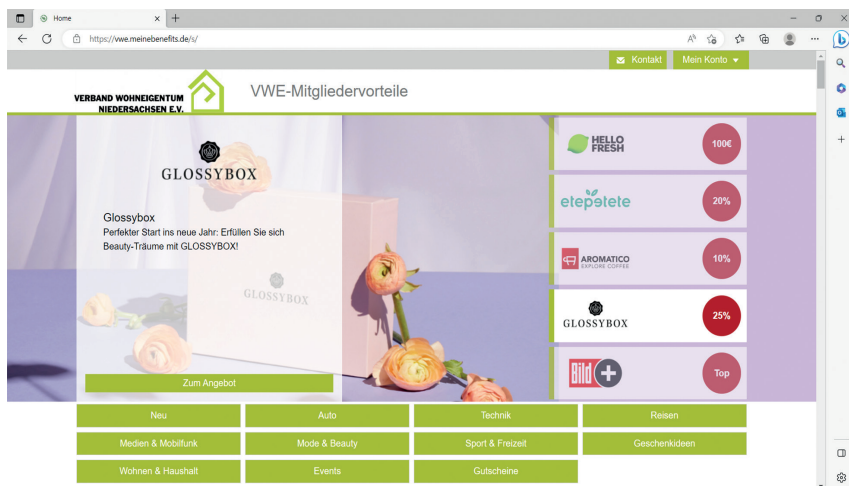 Home
https://vwe.meinebenefits.de/s/
Kontakt
Mein Konto
VERBAND WOHNEIGENTUM
NIEDERSACHSEN E.V.
VWE-Mitgliedervorteile
GLOSSYBOX
Glossybox
Perfekter Start ins neue Jahr: Erfüllen Sie sich
Beauty-Träume mit GLOSSYBOX!
GLOSSYBOX
Zum Angebot
HELLO
FRESH
100€
etepetete
20%
AROMATICO
EXPLORE COFFEE
10%
GLOSSYBOX
25%
Bild+
Top
Neu
Auto
Technik
Reisen
Medien & Mobilfunk
Mode & Beauty
Sport & Freizeit
Geschenkideen
Wohnen & Haushalt
Events
Gutscheine